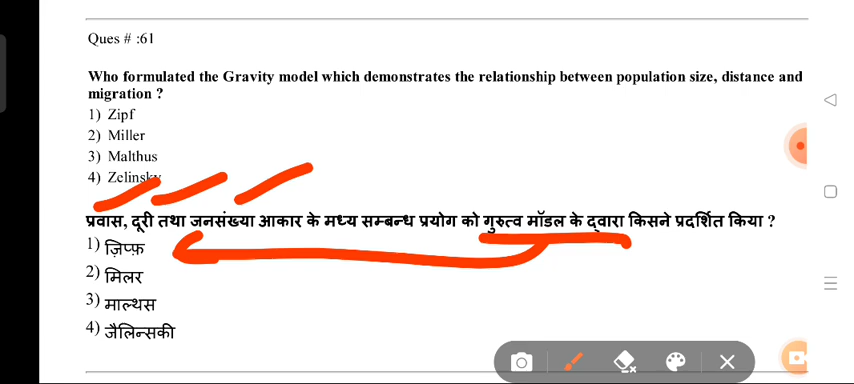 Ques # :61
Who formulated the Gravity model which demonstrates the relationship between population size, distance and
migration ?
1) Zipf
2) Miller
3) Malthus
4) Zelinsky
प्रवास, दूरी तथा जनसंख्या आकार के मध्य सम्बन्ध प्रयोग को गुरुत्व मॉडल के द्वारा किसने प्रदर्शित किया ?
1) ज़िप्फ़
2) मिलर
3) माल्थस
4) जैलिन्सकी